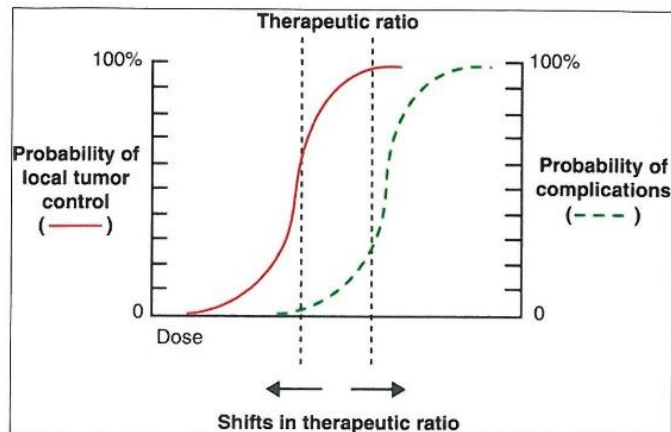 Therapeutic ratio
100%
100%
Probability of
local tumor
control
( —— )
Probability of
complications
( – – – )
0
0
Dose
Shifts in therapeutic ratio